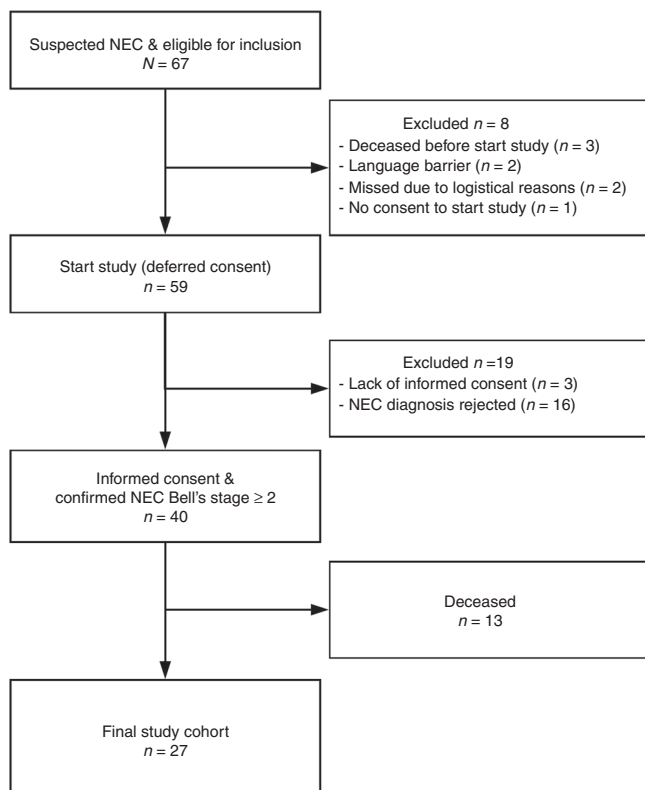 Suspected NEC & eligible for inclusion
N = 67
Excluded n = 8
- Deceased before start study (n = 3)
- Language barrier (n = 2)
- Missed due to logistical reasons (n = 2)
- No consent to start study (n = 1)
Start study (deferred consent)
n = 59
Excluded n =19
- Lack of informed consent (n = 3)
- NEC diagnosis rejected (n = 16)
Informed consent &
confirmed NEC Bell's stage ≥ 2
n = 40
Deceased
n = 13
Final study cohort
n = 27